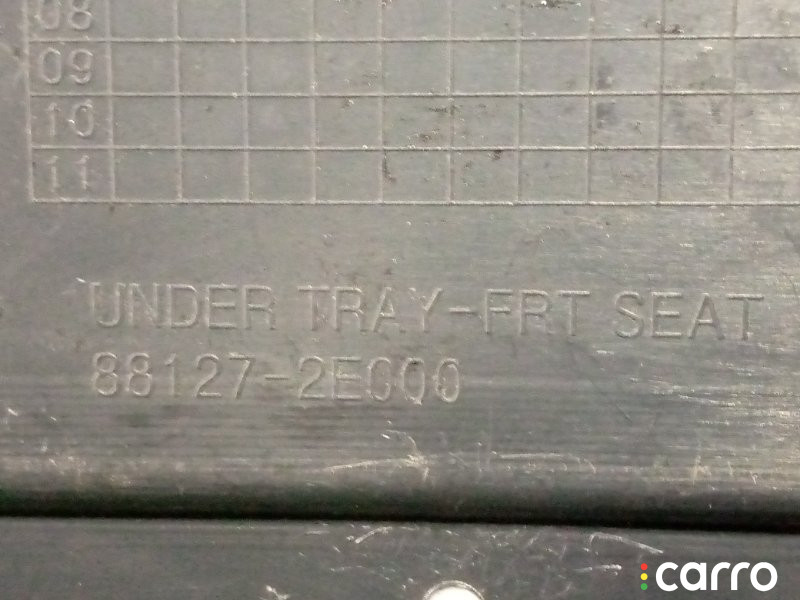 08
09
10
11
UNDER TRAY-FRT SEAT
88127-2E000
carro